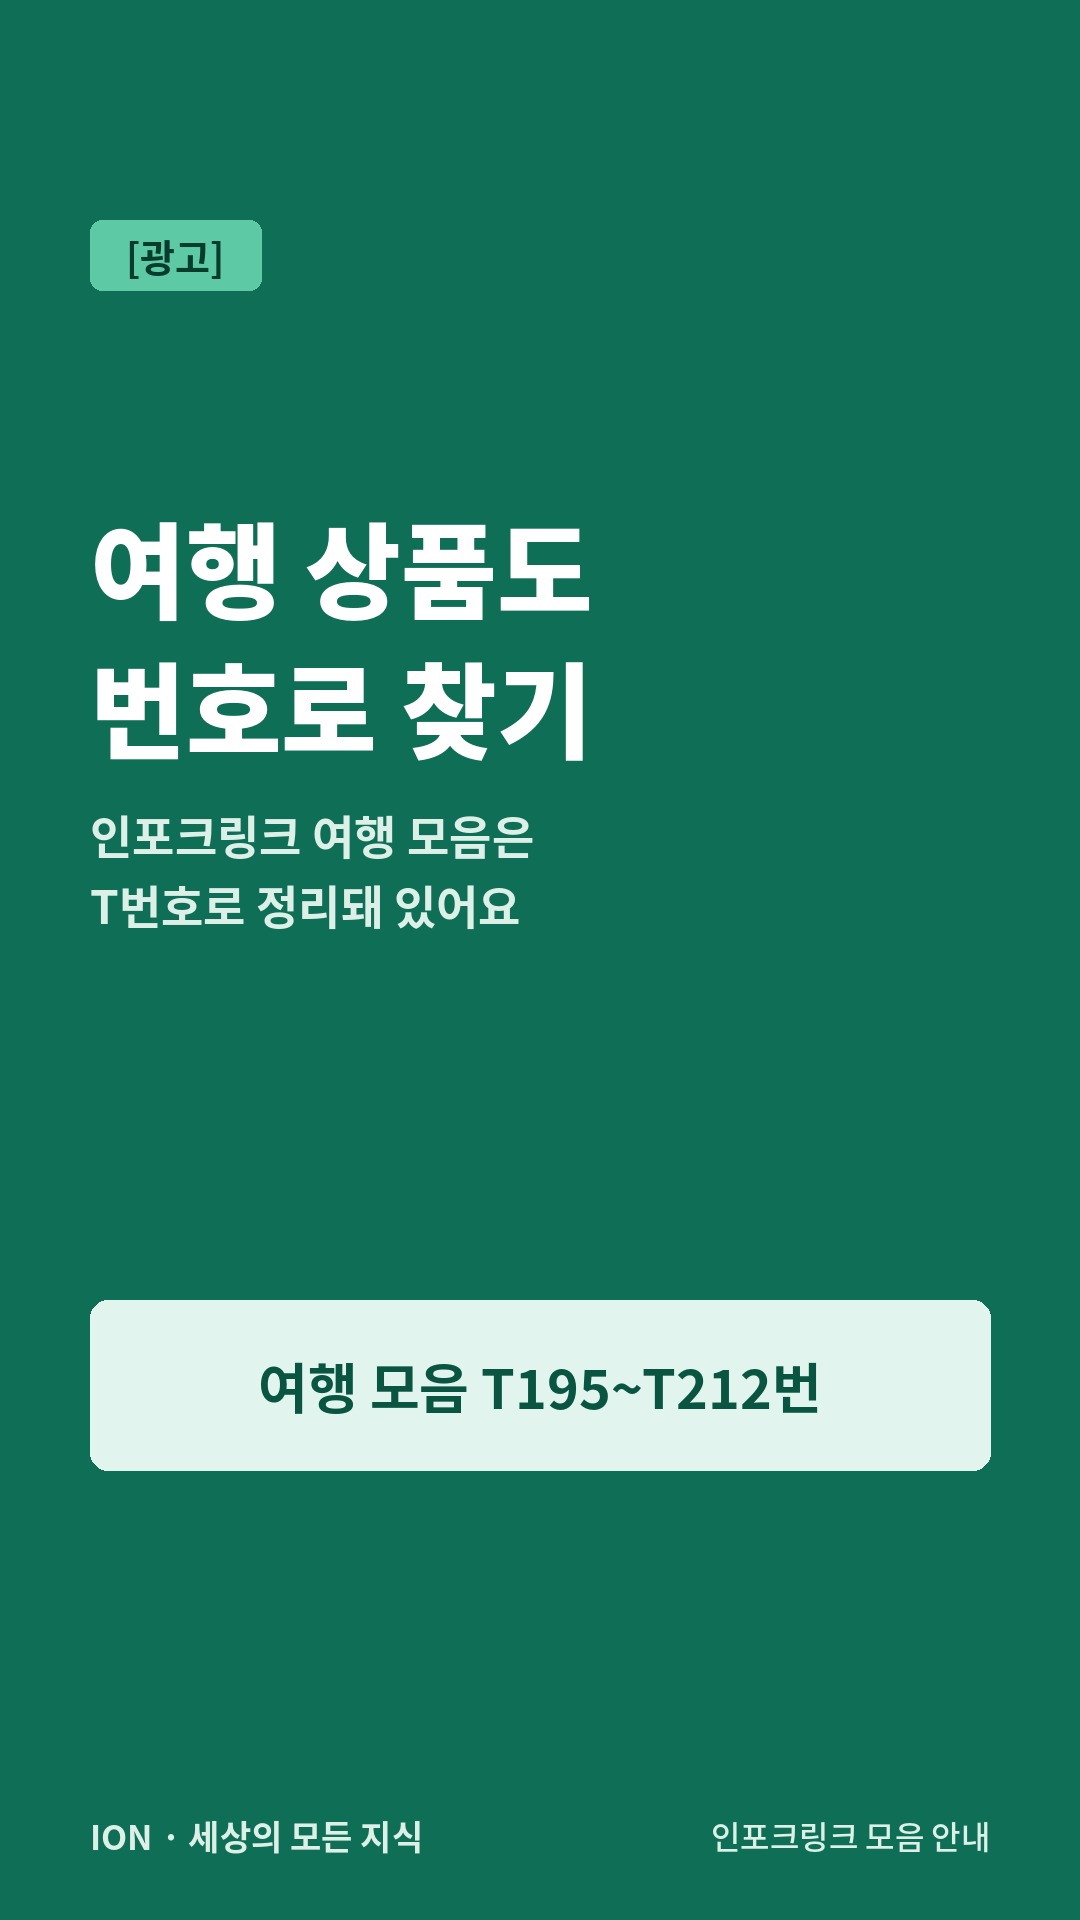 [광고]
여행 상품도
번호로 찾기
인포크링크 여행 모음은
T번호로 정리돼 있어요
여행 모음 T195~T212번
ION · 세상의 모든 지식
인포크링크 모음 안내